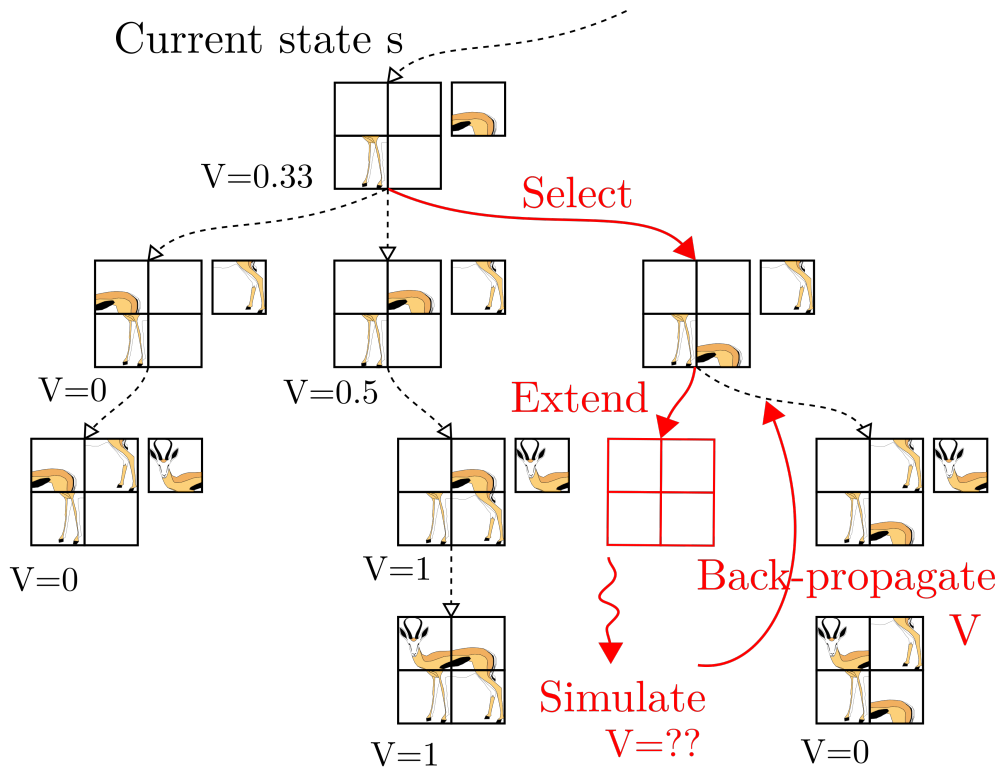 Current state s
V=0.33
Select
V=0
V=0.5
Extend
V=0
V=1
Back-propagate
V
Simulate
V=??
V=1
V=0